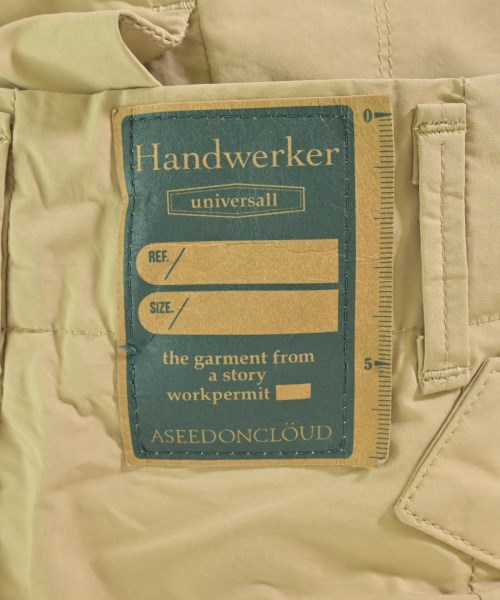 Handwerker
universall
REF./
SIZE./
the garment from
a story
workpermit
ASEEDONCLÖUD
0
5